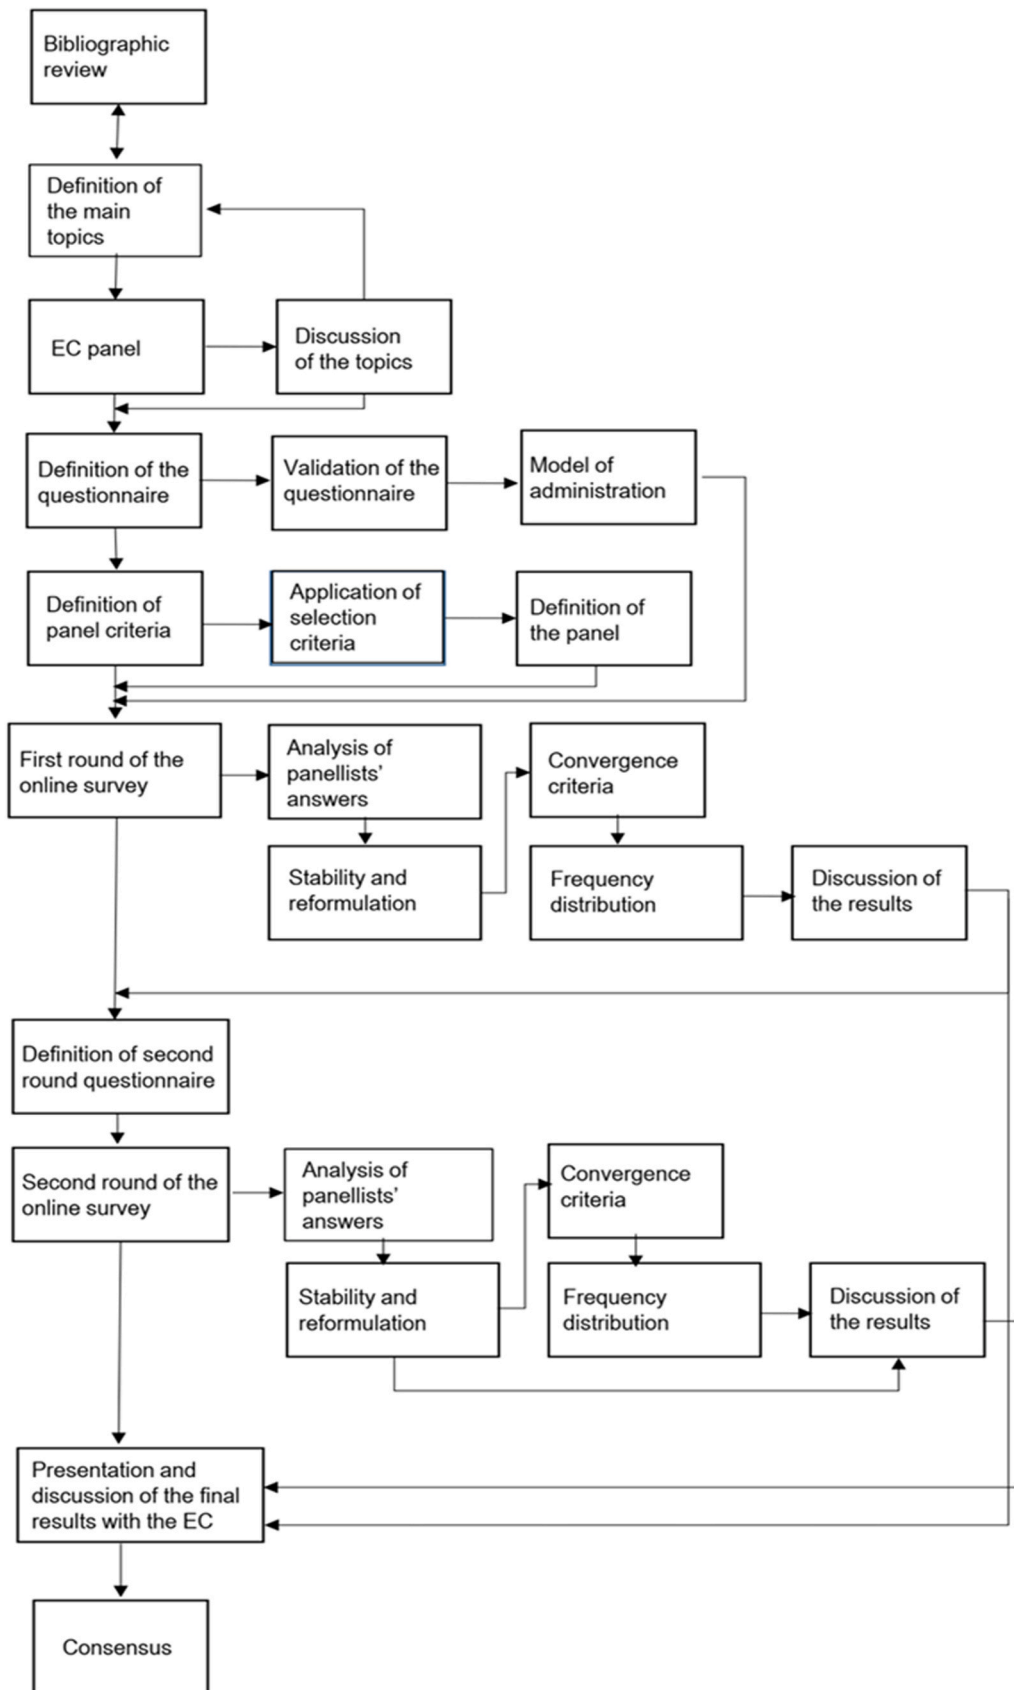 Bibliographic
review
Definition of
the main
topics
EC panel
Discussion
of the topics
Definition of the
questionnaire
Validation of the
questionnaire
Model of
administration
Definition of
panel criteria
Application of
selection
criteria
Definition of
the panel
First round of the
online survey
Analysis of
panellists’
answers
Convergence
criteria
Stability and
reformulation
Frequency
distribution
Discussion of
the results
Definition of second
round questionnaire
Second round of the
online survey
Analysis of
panellists’
answers
Convergence
criteria
Stability and
reformulation
Frequency
distribution
Discussion of
the results
Presentation and
discussion of the final
results with the EC
Consensus